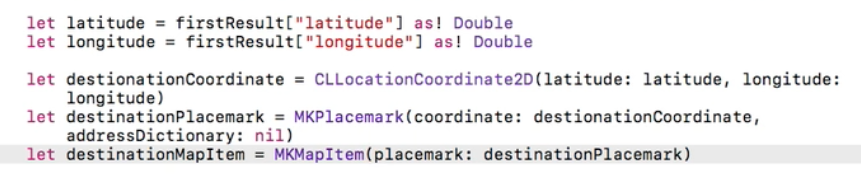 let latitude = firstResult["latitude"] as! Double
let longitude = firstResult["longitude"] as! Double
let destionationCoordinate = CLLocationCoordinate2D(latitude: latitude, longitude:
longitude)
let destinationPlacemark = MKPlacemark(coordinate: destionationCoordinate,
addressDictionary: nil)
let destinationMapItem = MKMapItem(placemark: destinationPlacemark)